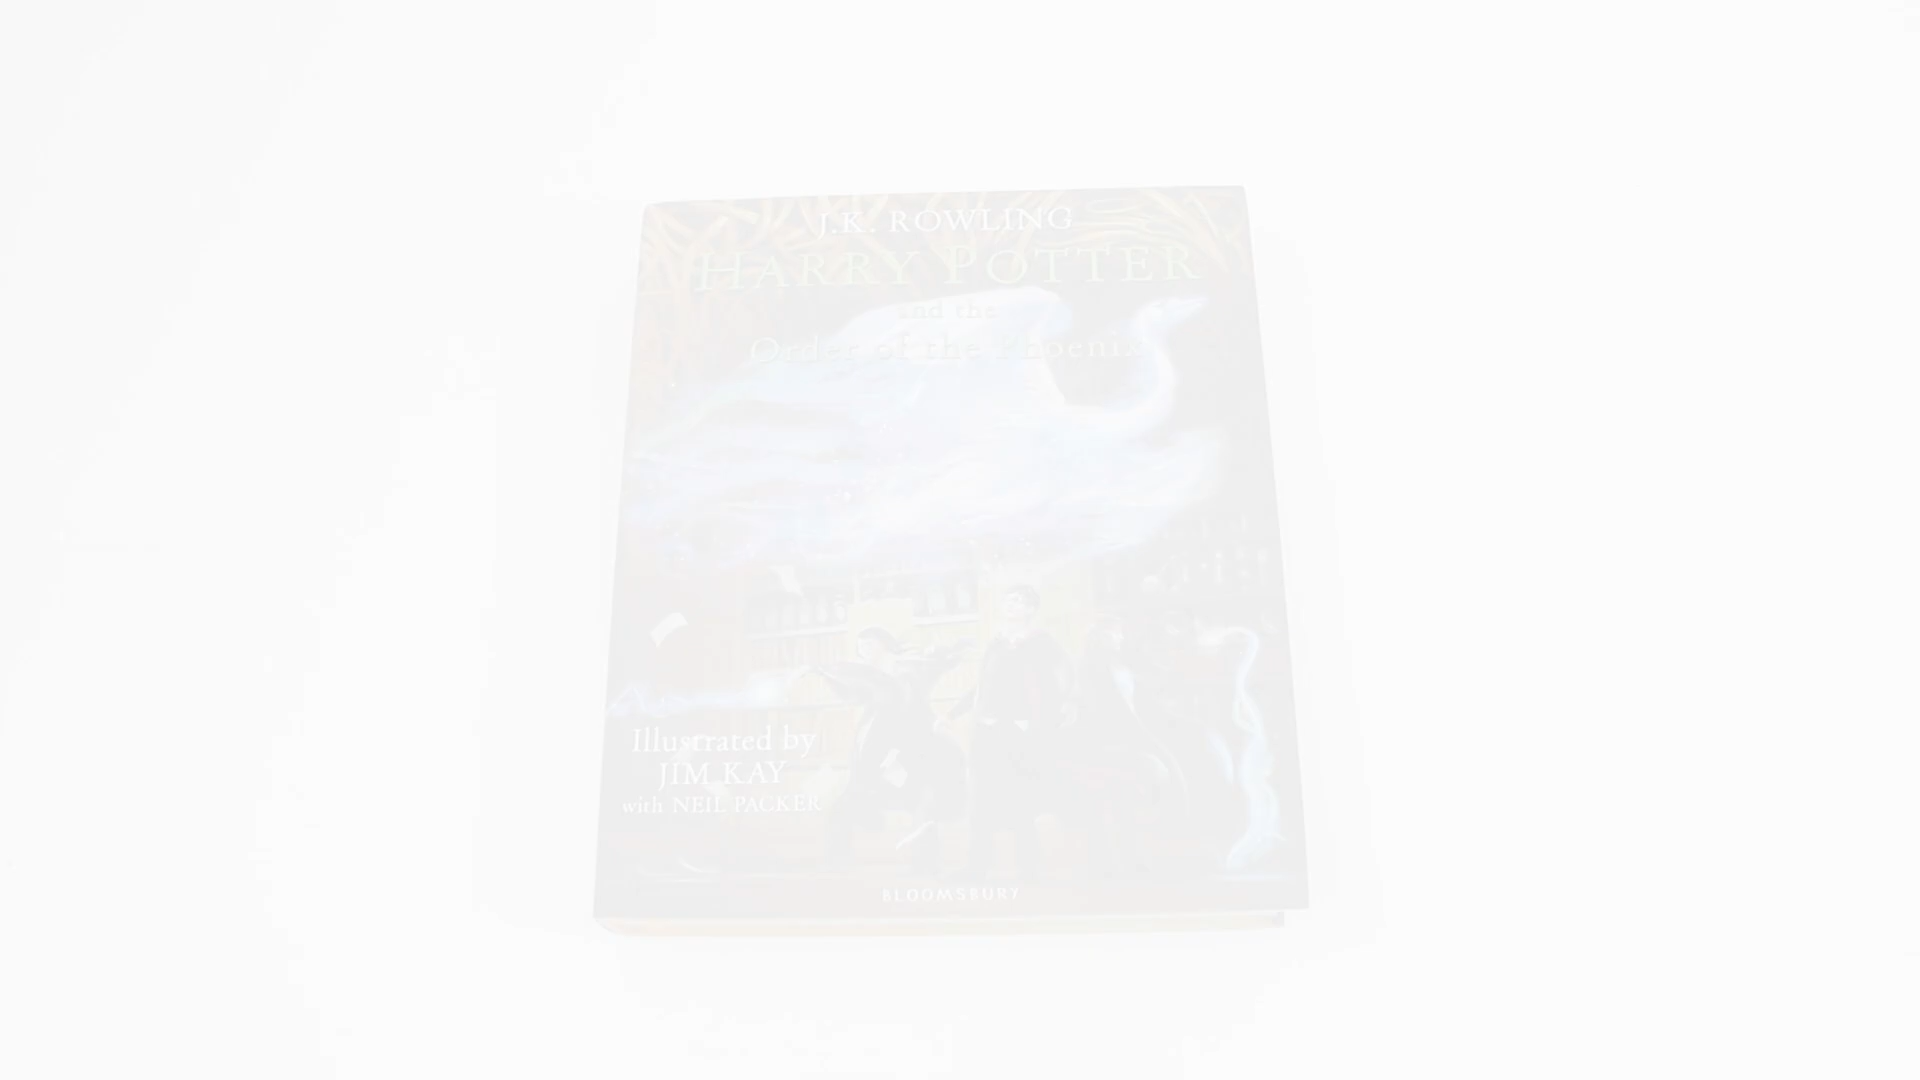 J.K. ROWLING
HARRY POTTER
and the
Order of the Phoenix
Illustrated by
JIM KAY
with NEIL PACKER
BLOOMSBURY